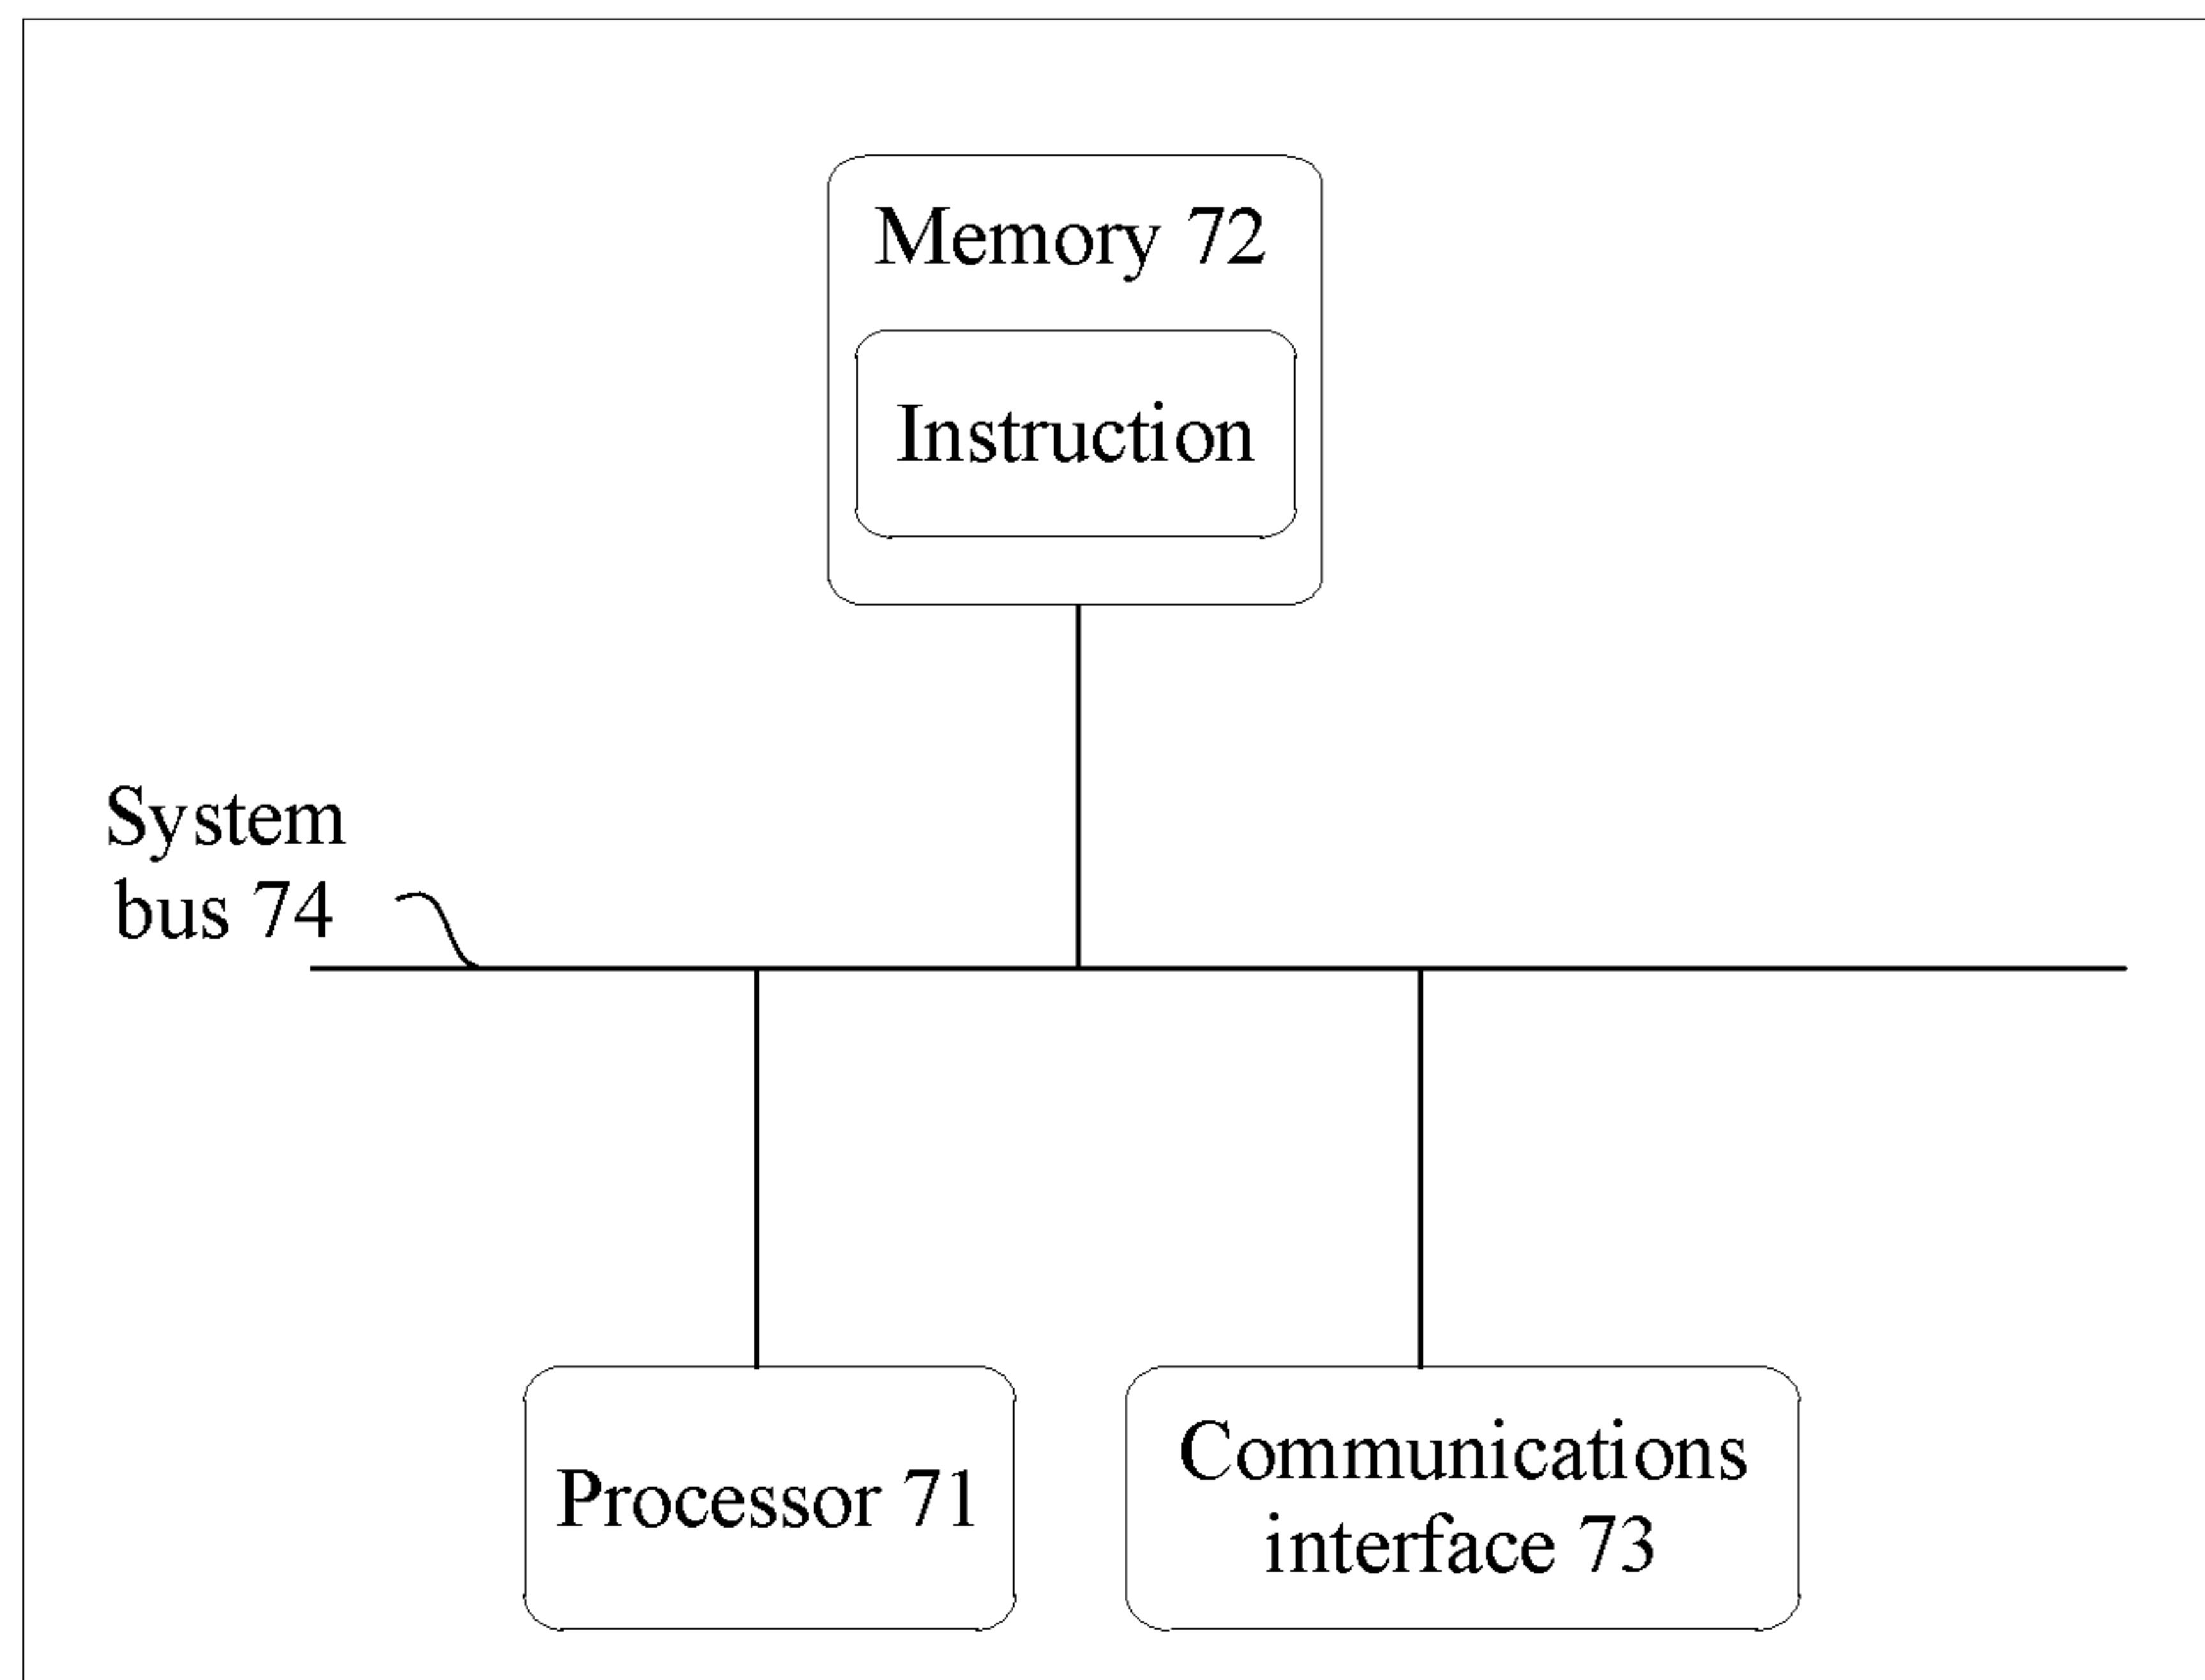 Memory 72
Instruction
System
bus 74
Processor 71
Communications
interface 73